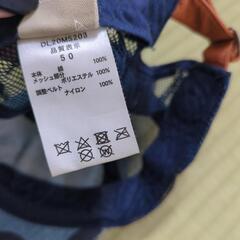 DL20M5203
品質表示
50
本体 綿 100%
メッシュ部分 ポリエステル 100%
調整ベルト ナイロン 100%